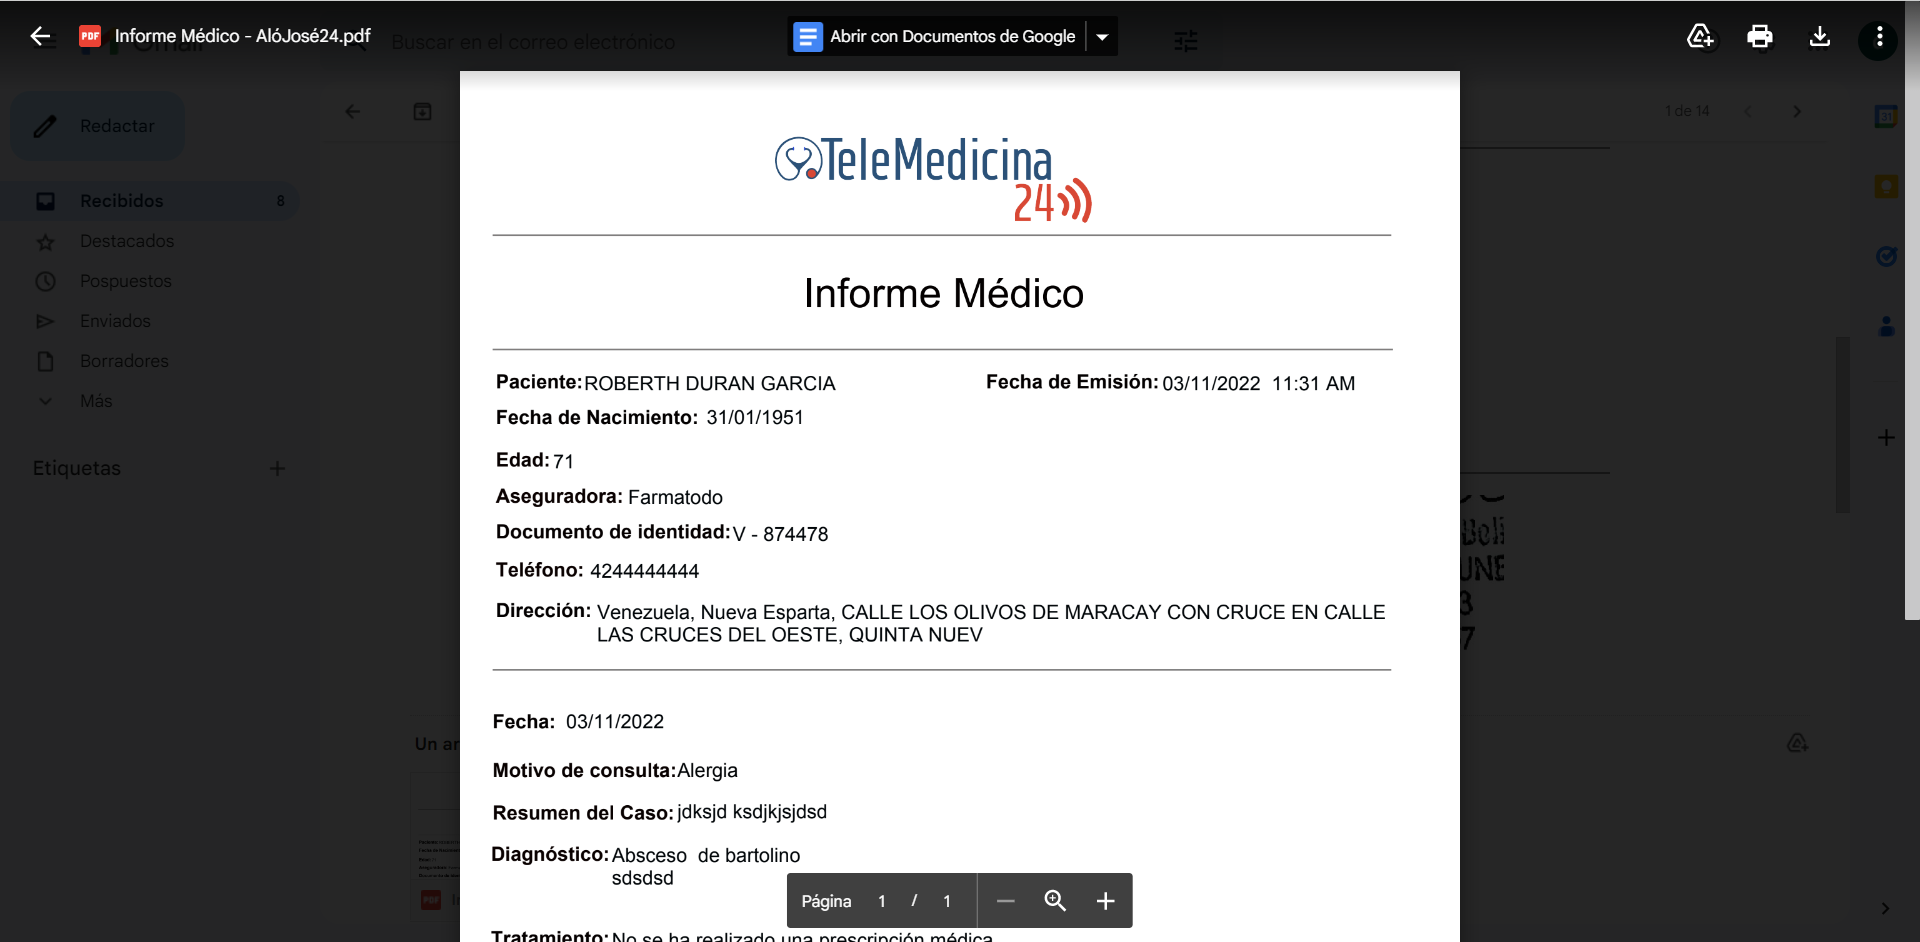 Informe Médico - AlóJosé24.pdf
Buscar en el correo electrónico
Abrir con Documentos de Google
Redactar
1 de 14
Recibidos 8
Destacados
Pospuestos
Enviados
Borradores
Más
Etiquetas
TeleMedicina
24
Informe Médico
Paciente: ROBERTH DURAN GARCIA
Fecha de Emisión: 03/11/2022 11:31 AM
Fecha de Nacimiento: 31/01/1951
Edad: 71
Aseguradora: Farmatodo
Documento de identidad: V - 874478
Teléfono: 4244444444
Dirección: Venezuela, Nueva Esparta, CALLE LOS OLIVOS DE MARACAY CON CRUCE EN CALLE
LAS CRUCES DEL OESTE, QUINTA NUEV
Fecha: 03/11/2022
Motivo de consulta: Alergia
Resumen del Caso: jdksjd ksdjkjsjdsd
Diagnóstico: Absceso de bartolino
sdsdsd
Tratamiento: No se ha realizado una prescripción médica
Página 1 / 1
PDF
31